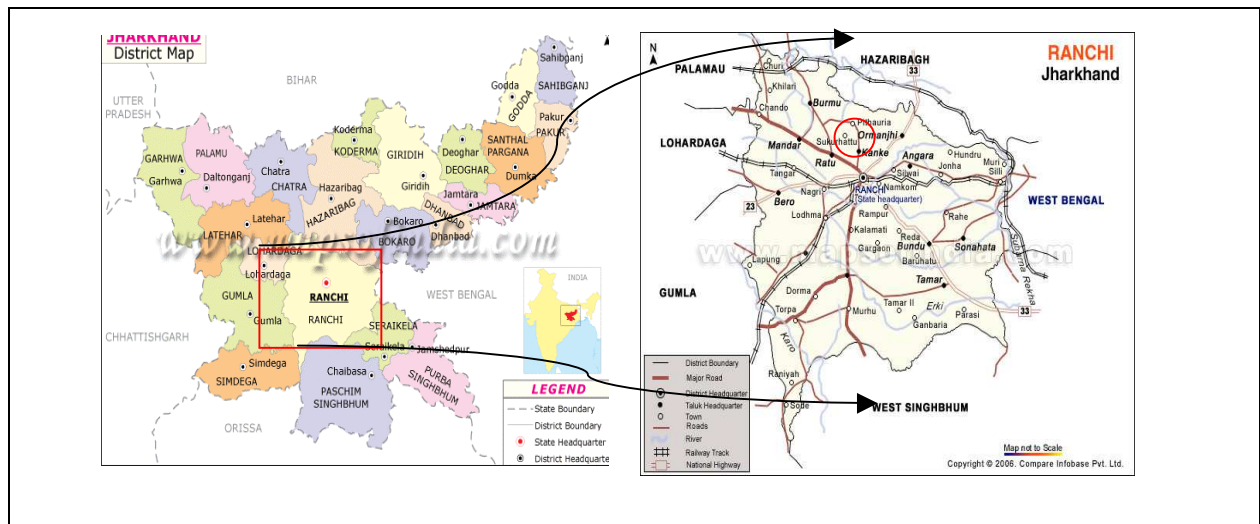 JHARKHAND
District Map
BIHAR
UTTER
PRADESH
Sahibganj
SAHIBGANJ
Godda
GODDA
Pakur
PAKUR
Koderma
KODERMA
GIRIDIH
Giridih
Deoghar
DEOGHAR
SANTHAL
PARGANA
Dumka
GARHWA
Garhwa
PALAMU
Daltonganj
Chatra
CHATRA
Hazaribag
HAZARIBAG
Jamtara
JAMTARA
DHANBAD
Dhanbad
Bokaro
BOKARO
Latehar
LATEHAR
www.mapsofindia.com
LOHARDAGA
Lohardaga
RANCHI
RANCHI
WEST BENGAL
GUMLA
Gumla
SERAIKELA
Seraikela
Jamshedpur
CHHATTISHGARH
Simdega
SIMDEGA
Chaibasa
PASCHIM
SINGHBHUM
PURBA
SINGHBHUM
ORISSA
INDIA
LEGEND
State Boundary
District Boundary
State Headquarter
District Headquarte
N
RANCHI
Jharkhand
PALAMAU
HAZARIBAGH
33
Churi
Khilari
Chando
Burmu
Pithauria
Sukurhattu
Ormanjhi
LOHARDAGA
Mandar
Ratu
Kanke
Angara
Hundru
Jonha
Muri
Silli
Tangar
Silwai
Namkom
Nagri
RANCHI
(State headquarter)
Bero
23
WEST BENGAL
Lodhma
Rampur
Rahe
Kalamati
Reda
Gargaon
Bundu
Baruhatu
Sonahata
www.mapsofindia.com
Lapung
Subarna Rekha
Tamar
GUMLA
Dorma
Torpa
Murhu
Tamar II
Erki
Parasi
Ganbaria
33
Karo
Raniyah
Sode
WEST SINGHBHUM
District Boundary
Major Road
District Headquarter
Taluk Headquarter
Town
Roads
River
Railway Track
National Highway
Map not to Scale
Copyright © 2006. Compare Infobase Pvt. Ltd.